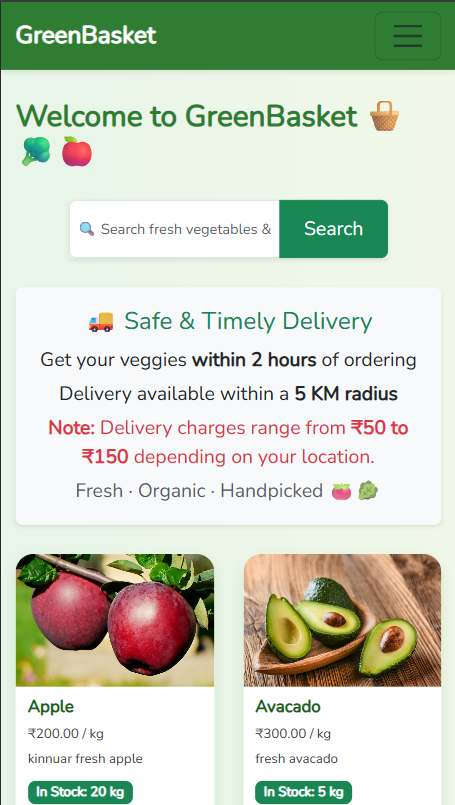 GreenBasket
Welcome to GreenBasket 🧺
🥦 🍎
🔍 Search fresh vegetables &
Search
🚚 Safe & Timely Delivery
Get your veggies within 2 hours of ordering
Delivery available within a 5 KM radius
Note: Delivery charges range from ₹50 to
₹150 depending on your location.
Fresh · Organic · Handpicked 🍅 🥬
Apple
₹200.00 / kg
kinnuar fresh apple
In Stock: 20 kg
Avacado
₹300.00 / kg
fresh avacado
In Stock: 5 kg